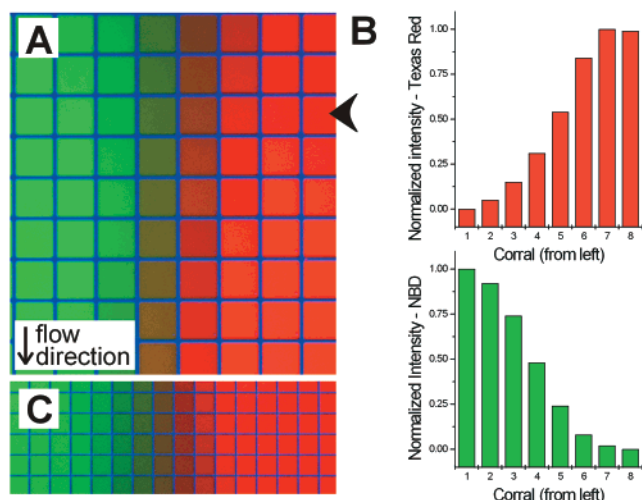 A
flow
direction
C
B
Normalized intensity - Texas Red
1.00
0.75
0.50
0.25
0.00
1 2 3 4 5 6 7 8
Corral (from left)
Normalized Intensity - NBD
1.00
0.75
0.50
0.25
0.00
1 2 3 4 5 6 7 8
Corral (from left)